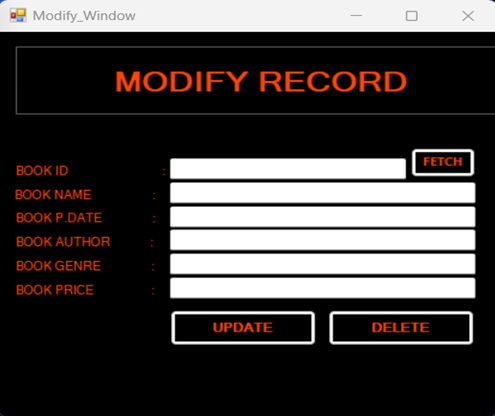 Modify_Window
MODIFY RECORD
BOOK ID : FETCH
BOOK NAME :
BOOK P.DATE :
BOOK AUTHOR :
BOOK GENRE :
BOOK PRICE :
UPDATE DELETE